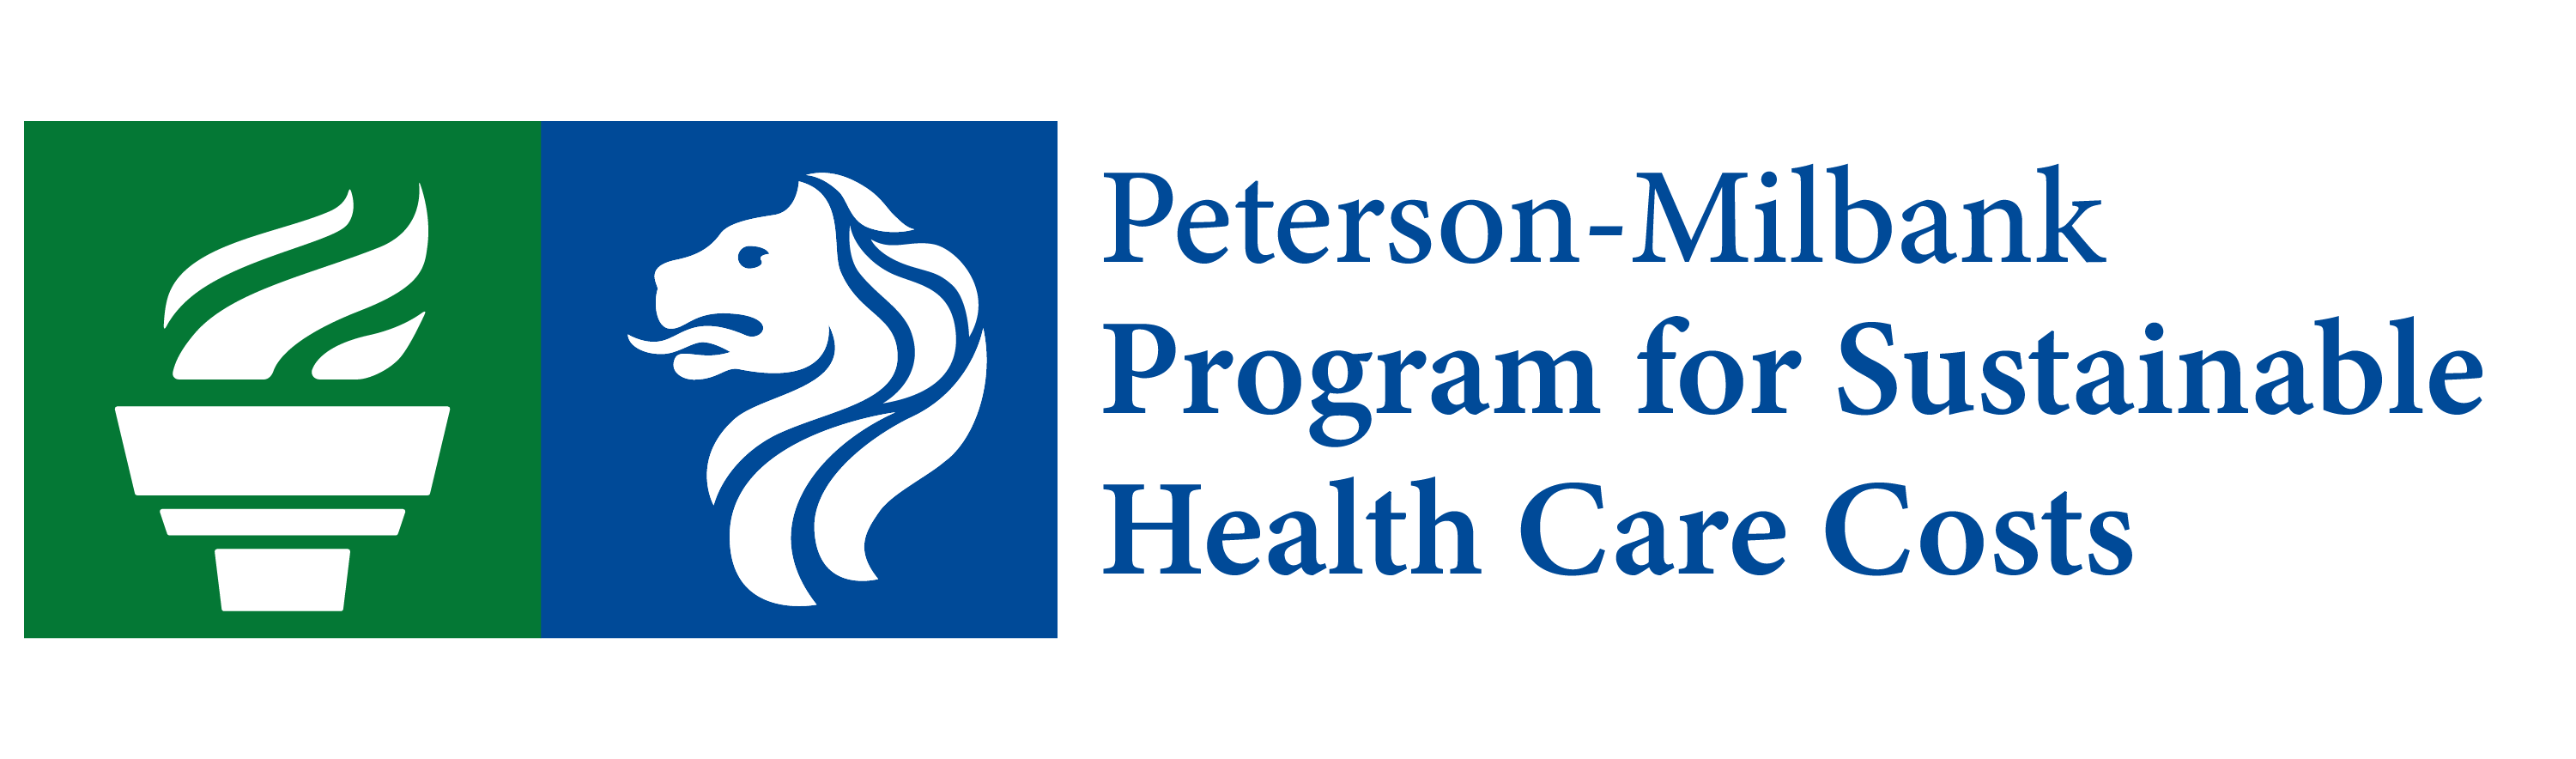 Peterson-Milbank
Program for Sustainable
Health Care Costs